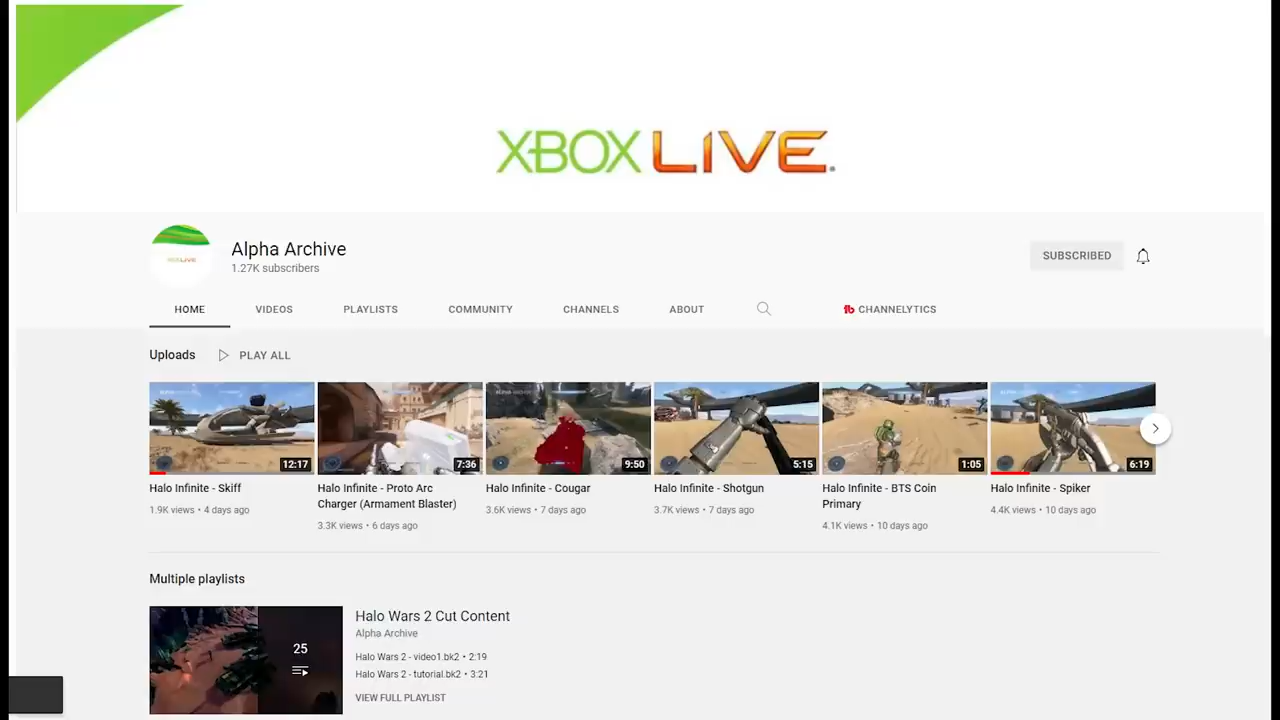 XBOX LIVE.
Alpha Archive
1.27K subscribers
SUBSCRIBED
HOME
VIDEOS
PLAYLISTS
COMMUNITY
CHANNELS
ABOUT
CHANNELYTICS
Uploads
PLAY ALL
12:17
7:36
9:50
5:15
1:05
6:19
Halo Infinite - Skiff
1.9K views • 4 days ago
Halo Infinite - Proto Arc
Charger (Armament Blaster)
3.3K views • 6 days ago
Halo Infinite - Cougar
3.6K views • 7 days ago
Halo Infinite - Shotgun
3.7K views • 7 days ago
Halo Infinite - BTS Coin
Primary
4.1K views • 10 days ago
Halo Infinite - Spiker
4.4K views • 10 days ago
Multiple playlists
25
Halo Wars 2 Cut Content
Alpha Archive
Halo Wars 2 - video1.bk2 • 2:19
Halo Wars 2 - tutorial.bk2 • 3:21
VIEW FULL PLAYLIST